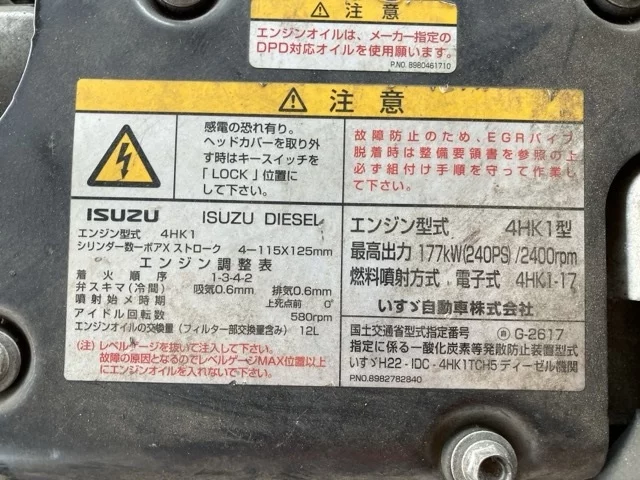 注意
エンジンオイルは、メーカー指定の
DPD対応オイルを使用願います。
P.NO. 8980461710
注意
感電の恐れ有り。
ヘッドカバーを取り外
す時はキースイッチを
「LOCK」位置に
して下さい。
故障防止のため、EGRパイプ
脱着時は整備要領書を参照の上
必ず組付け手順を守って作業し
て下さい。
ISUZU ISUZU DIESEL
エンジン型式 4HK1
シリンダー数ーボアX ストローク 4-115X125mm
エンジン調整表
着火順序 1-3-4-2
弁スキマ(冷間) 吸気0.6mm 排気0.6mm
噴射始メ時期 上死点前 0°
アイドル回転数 580rpm
エンジンオイルの交換量(フィルター部交換量含み) 12L
(注) レベルゲージを抜いて注入して下さい。
故障の原因となるのでレベルゲージMAX位置以上
にエンジンオイルを入れないで下さい。
エンジン型式 4HK1型
最高出力 177kW(240PS)/2400rpm
燃料噴射方式 電子式 4HK1-17
いすゞ自動車株式会社
国土交通省型式指定番号 ⓐG-2617
指定に係る一酸化炭素等発散防止装置型式
いすゞH22-IDC-4HK1TCH5ディーゼル機関
P.NO.8982782840